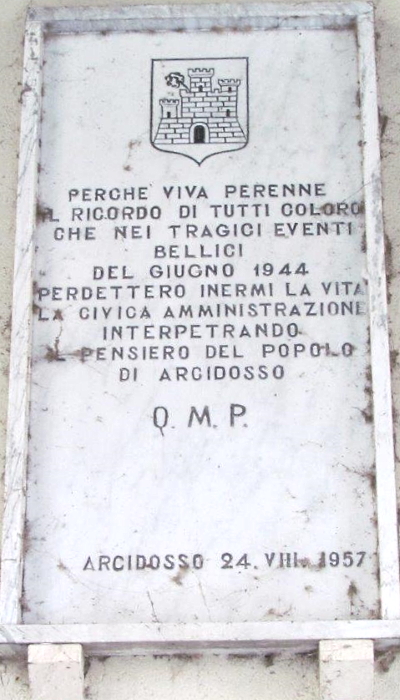 PERCHE' VIVA PERENNE
IL RICORDO DI TUTTI COLORO
CHE NEI TRAGICI EVENTI
BELLICI
DEL GIUGNO 1944
PERDETTERO INERMI LA VITA
LA CIVICA AMMINISTRAZIONE
INTERPETRANDO
IL PENSIERO DEL POPOLO
DI ARCIDOSSO
Q. M. P.
ARCIDOSSO 24. VIII. 1957